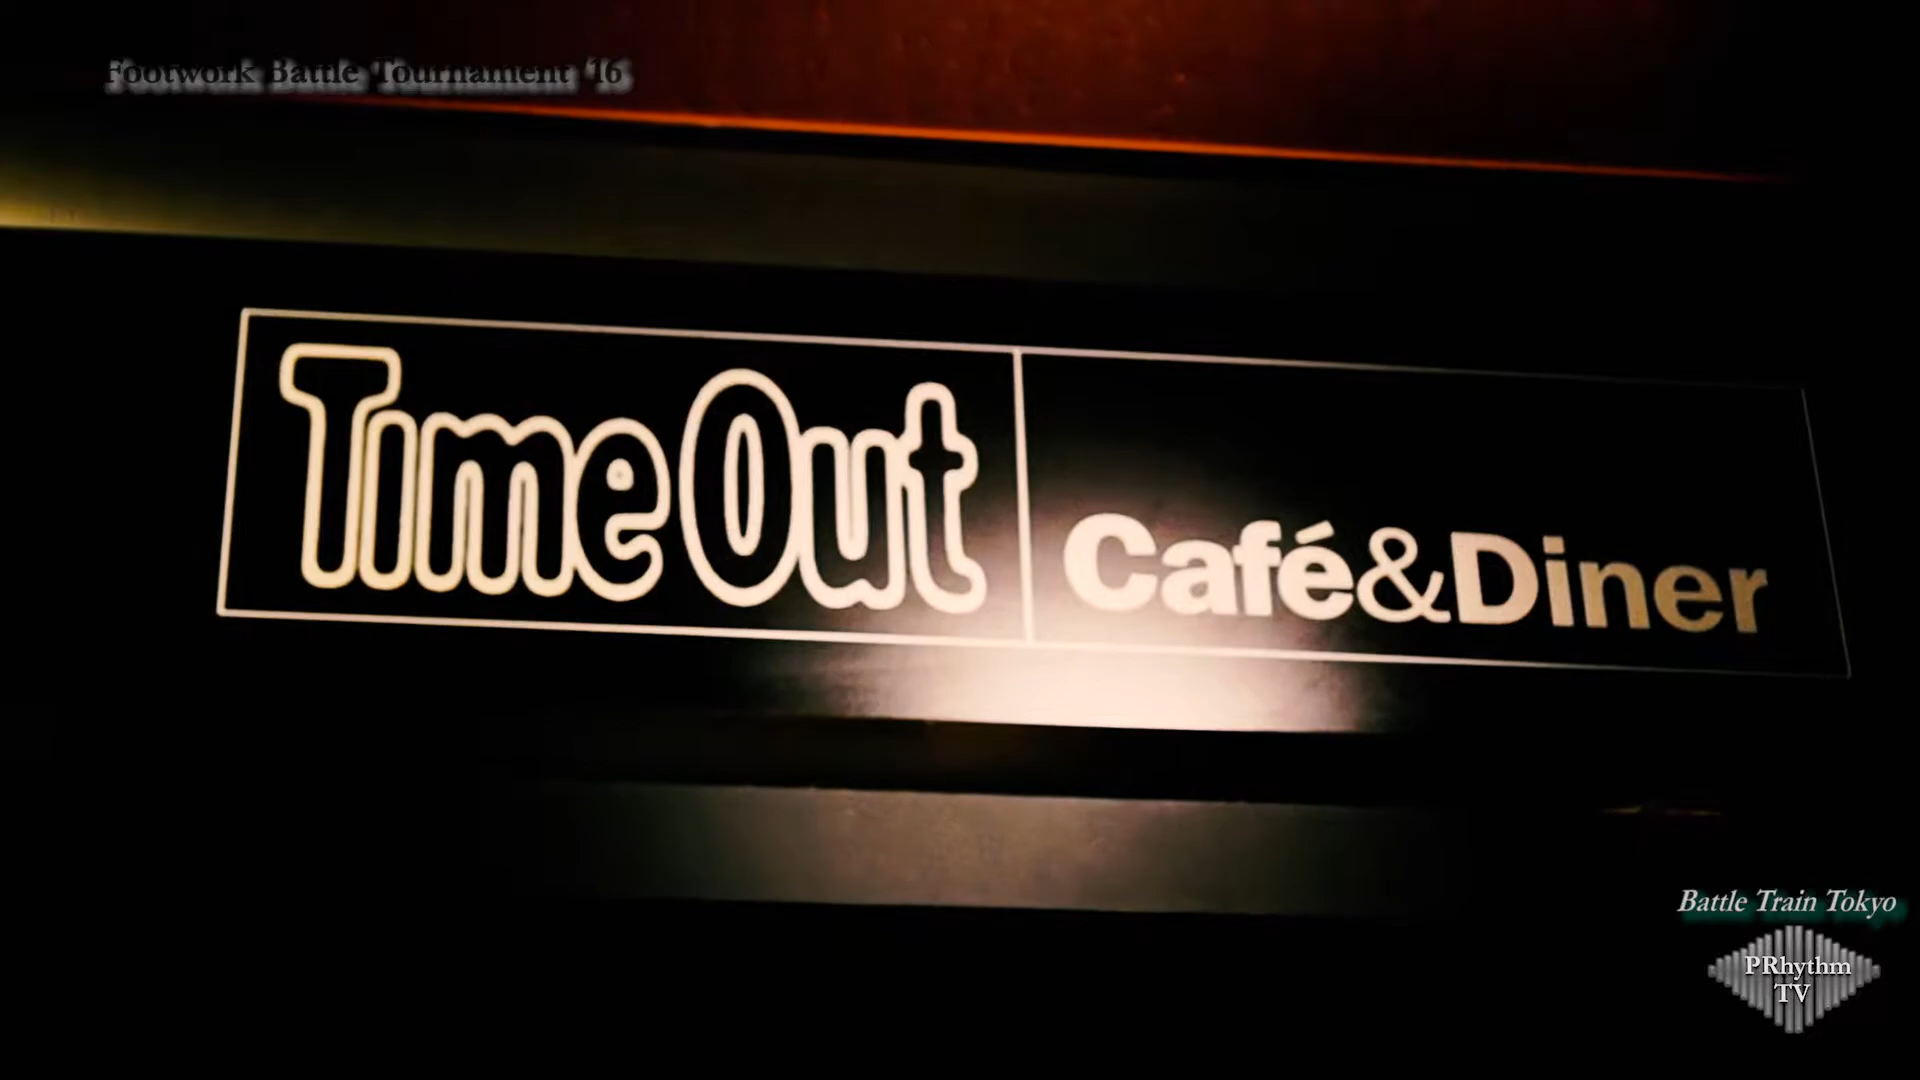 Footwork Battle Tournament '16
Time Out
Café&Diner
Battle Train Tokyo
PRhythm
TV